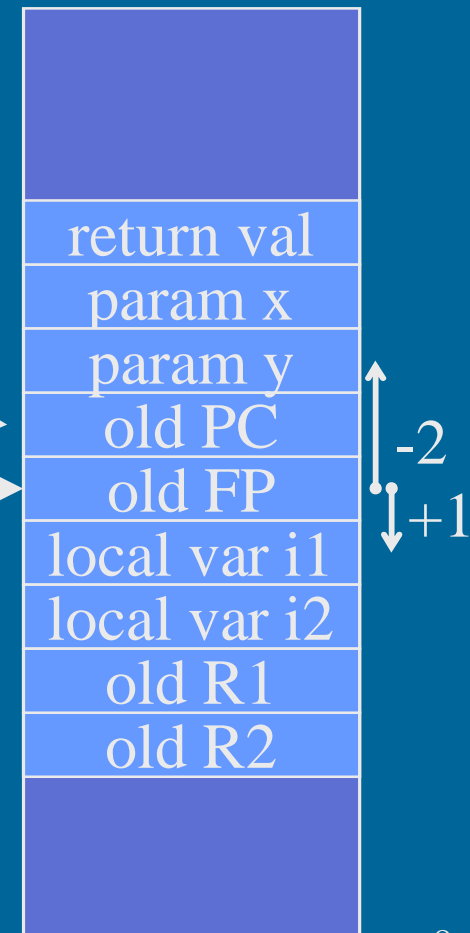 return val
param x
param y
old PC
old FP
local var i1
local var i2
old R1
old R2
-2
+1